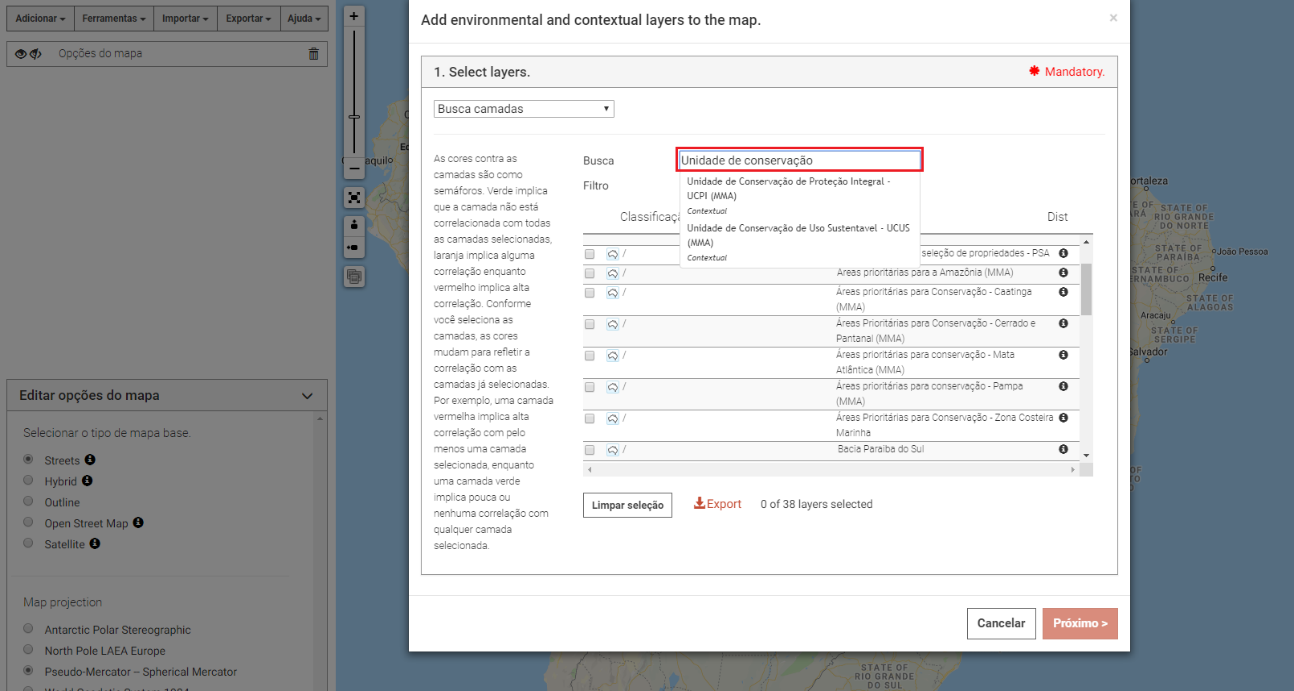 Adicionar
Ferramentas
Importar
Exportar
Ajuda
Opções do mapa
Editar opções do mapa
Selecionar o tipo de mapa base.
Streets
Hybrid
Outline
Open Street Map
Satellite
Map projection
Antarctic Polar Stereographic
North Pole LAEA Europe
Pseudo-Mercator – Spherical Mercator
Add environmental and contextual layers to the map.
×
1. Select layers.
Mandatory.
Busca camadas
As cores contra as
camadas são como
semáforos. Verde implica
que a camada não está
correlacionada com todas
as camadas selecionadas,
laranja implica alguma
correlação enquanto
vermelho implica alta
correlação. Conforme
você seleciona as
camadas, as cores
mudam para refletir a
correlação com as
camadas já selecionadas.
Por exemplo, uma camada
vermelha implica alta
correlação com pelo
menos uma camada
selecionada, enquanto
uma camada verde
implica pouca ou
nenhuma correlação com
qualquer camada
selecionada.
Busca
Unidade de conservação
Filtro
Unidade de Conservação de Proteção Integral -
UCPI (MMA)
Contextual
Unidade de Conservação de Uso Sustentavel - UCUS
(MMA)
Contextual
Dist
/ seleção de propriedades - PSA
/ Áreas prioritárias para a Amazônia (MMA)
/ Áreas prioritárias para Conservação - Caatinga
(MMA)
/ Áreas Prioritárias para Conservação - Cerrado e
Pantanal (MMA)
/ Áreas prioritárias para conservação - Mata
Atlântica (MMA)
/ Áreas prioritárias para conservação - Pampa
(MMA)
/ Áreas Prioritárias para Conservação - Zona Costeira
Marinha
/ Bacia Paraiba do Sul
Limpar seleção
Export
0 of 38 layers selected
Cancelar
Próximo >
aquilo
ortaleza
STATE OF
RIO GRANDE
DO NORTE
STATE OF
PARAÍBA
João Pessoa
STATE OF
Recife
STATE OF
ALAGOAS
Aracaju
STATE OF
SERGIPE
Salvador
STATE OF
RIO GRANDE
DO SUL